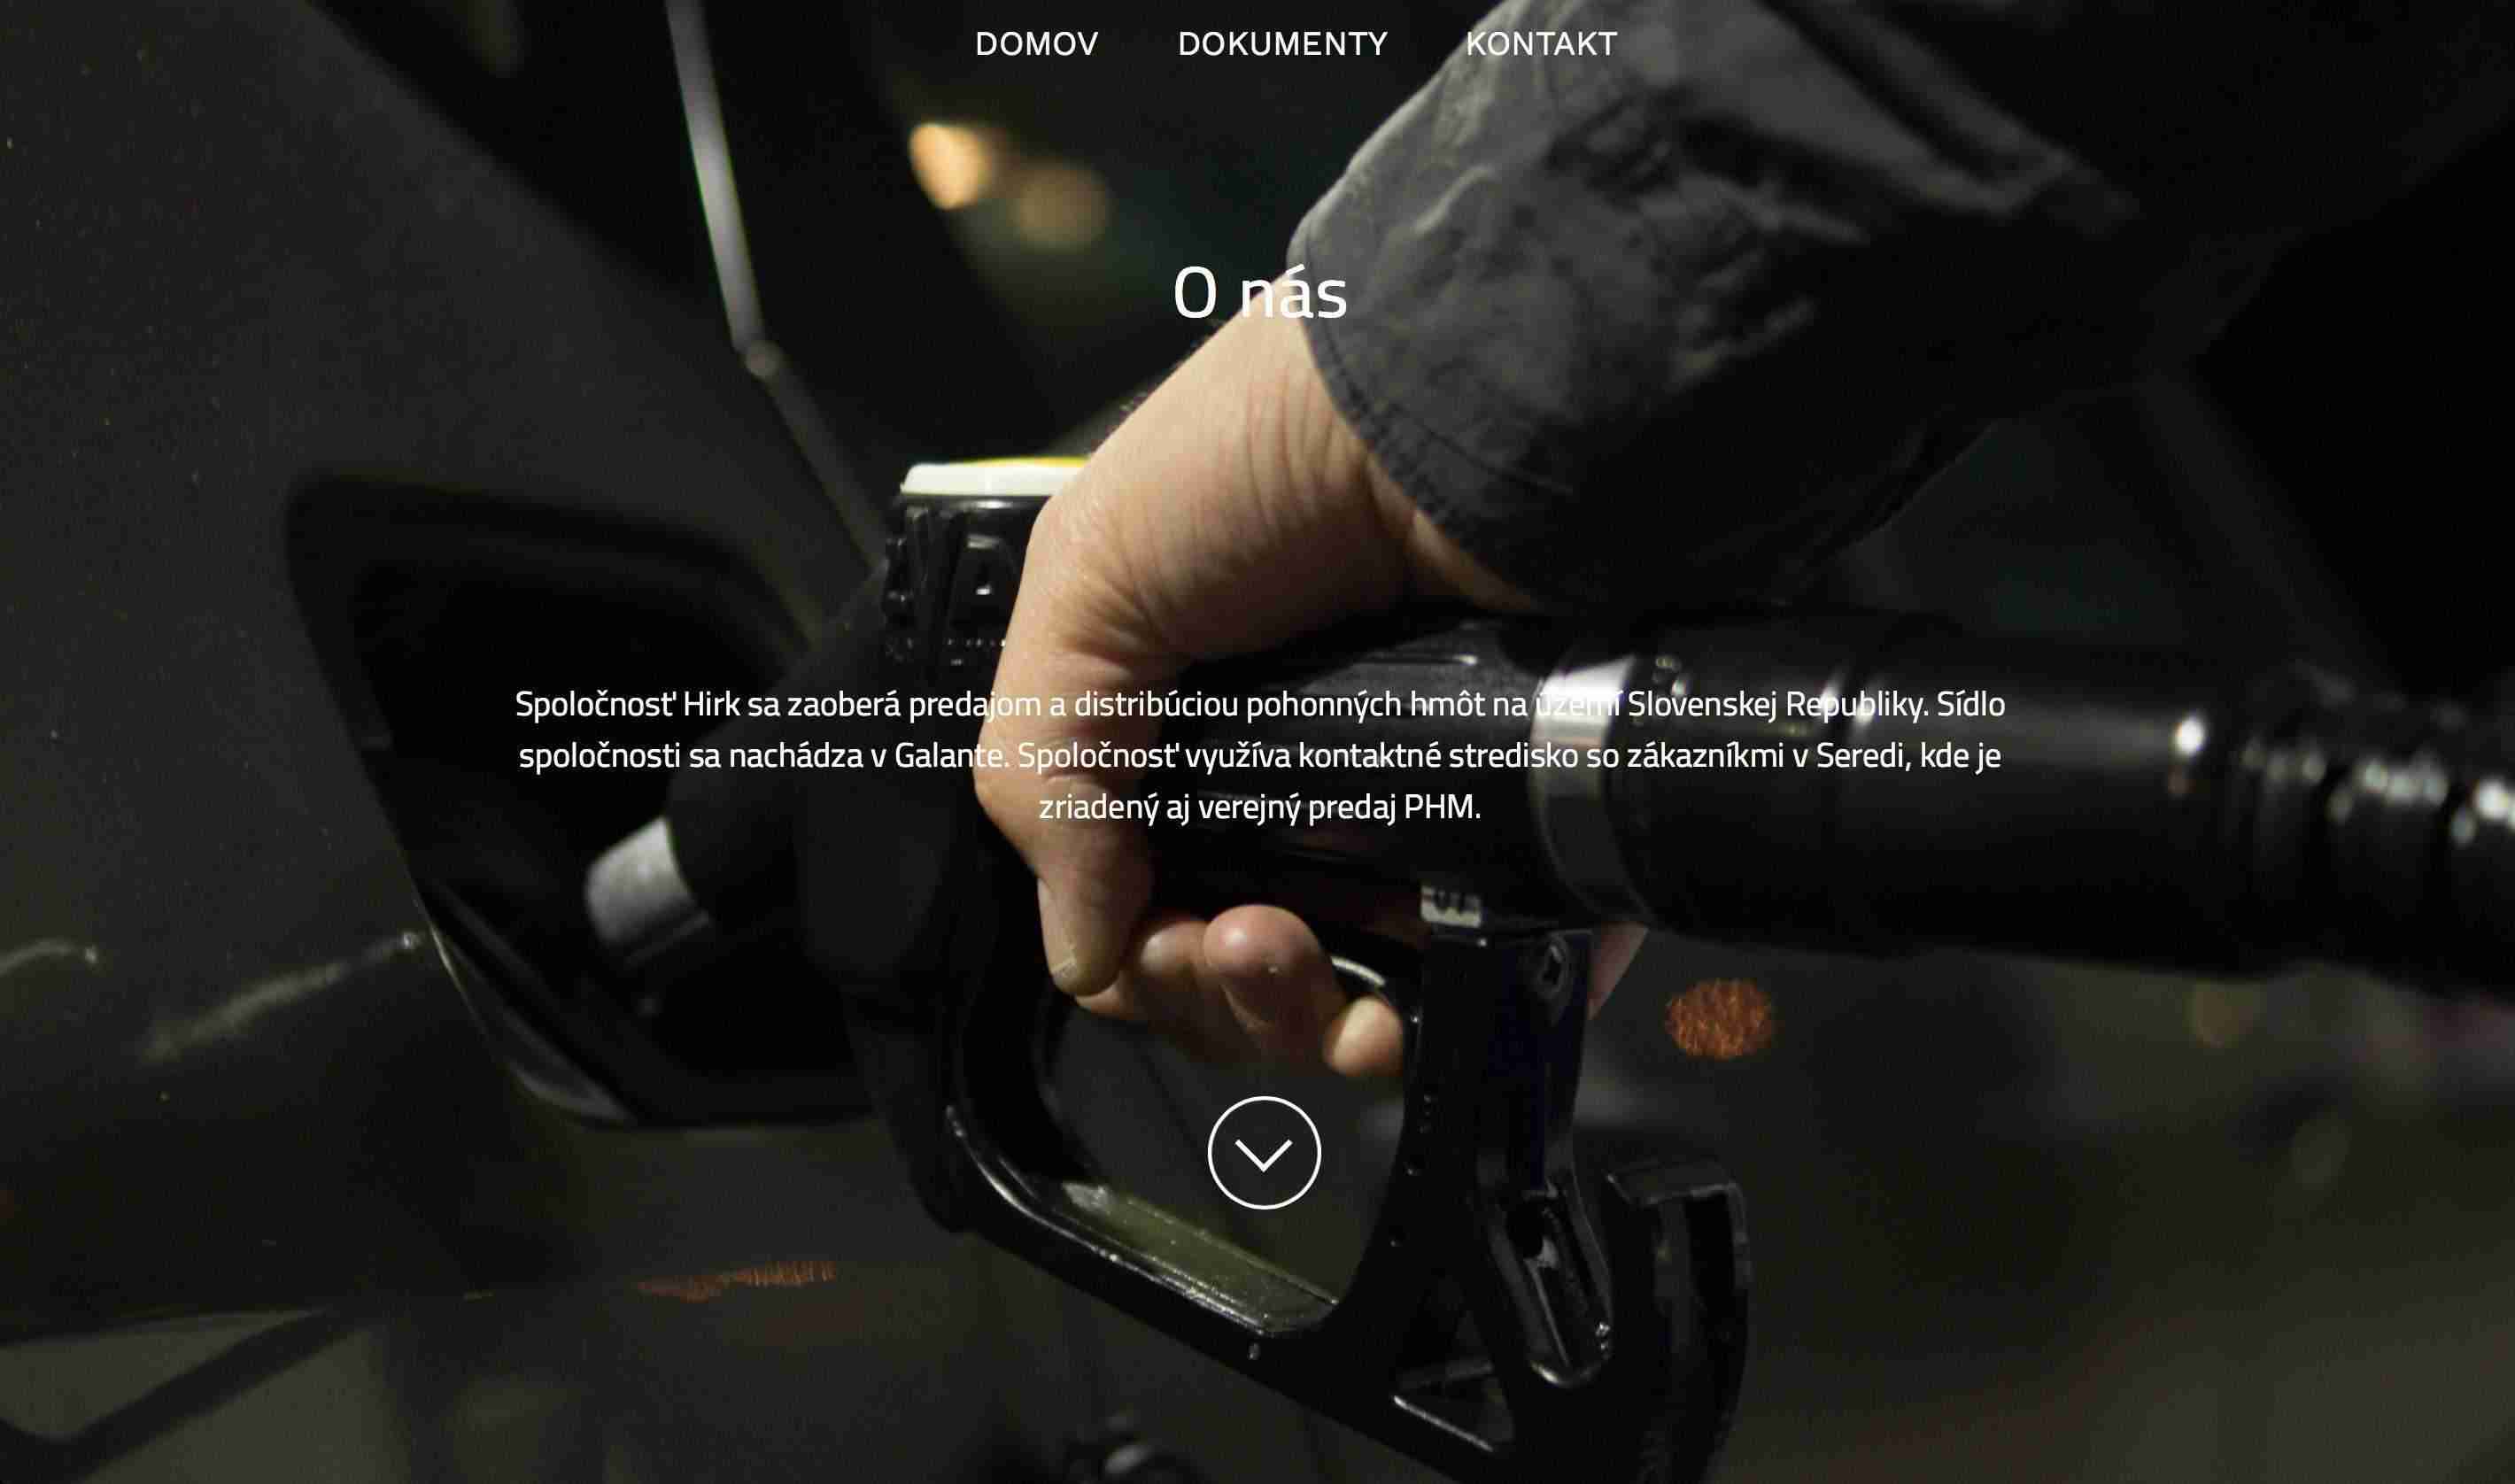 DOMOV DOKUMENTY KONTAKT
O nás
Spoločnosť Hirk sa zaoberá predajom a distribúciou pohonných hmôt na území Slovenskej Republiky. Sídlo
spoločnosti sa nachádza v Galante. Spoločnosť využíva kontaktné stredisko so zákazníkmi v Seredi, kde je
zriadený aj verejný predaj PHM.